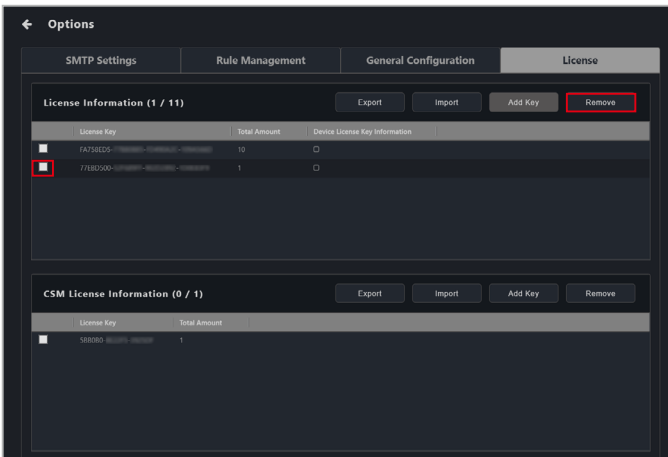 Options
SMTP Settings Rule Management General Configuration License
License Information (1 / 11) Export Import Add Key Remove
License Key Total Amount Device License Key Information
10
77EBD500- 1
CSM License Information (0 / 1) Export Import Add Key Remove
License Key Total Amount
1